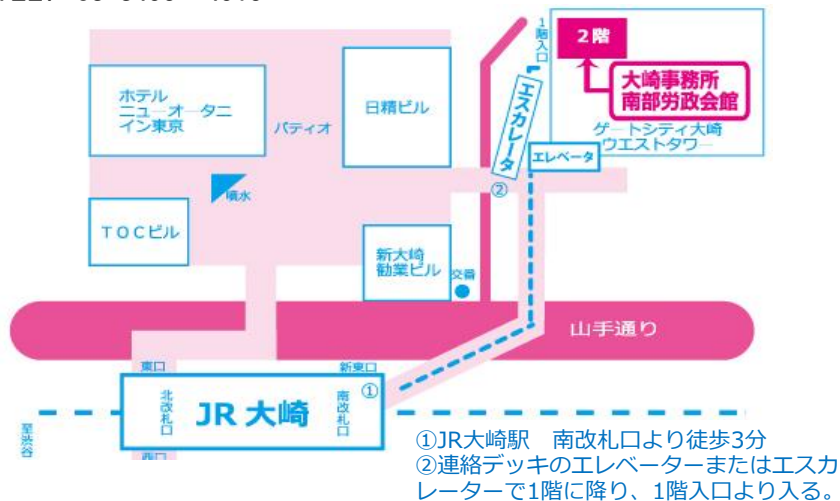 1階入口
2階
大崎事務所
南部労政会館
ゲートシティ大崎
ウエストタワー
エスカレータ
エレベータ
②
日精ビル
ホテル
ニューオータニ
イン東京
パティオ
噴水
TOCビル
新大崎
勧業ビル
交番
山手通り
東口
新東口
北改札口
JR 大崎
南改札口
①
至渋谷
西口
①JR大崎駅　南改札口より徒歩3分
②連絡デッキのエレベーターまたはエスカ
レーターで1階に降り、1階入口より入る。